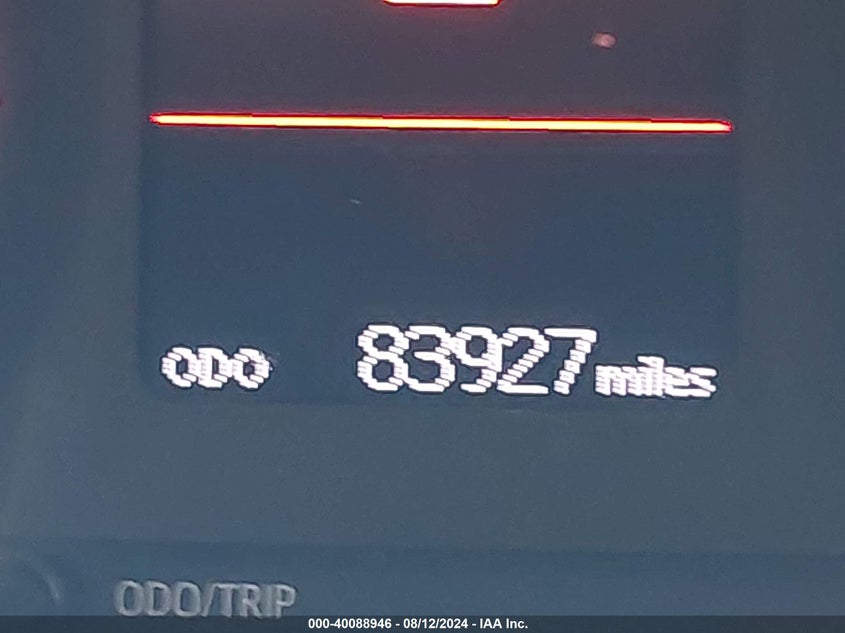 ODO 83927 miles
ODO/TRIP
000-40088946 - 08/12/2024 - IAA Inc.